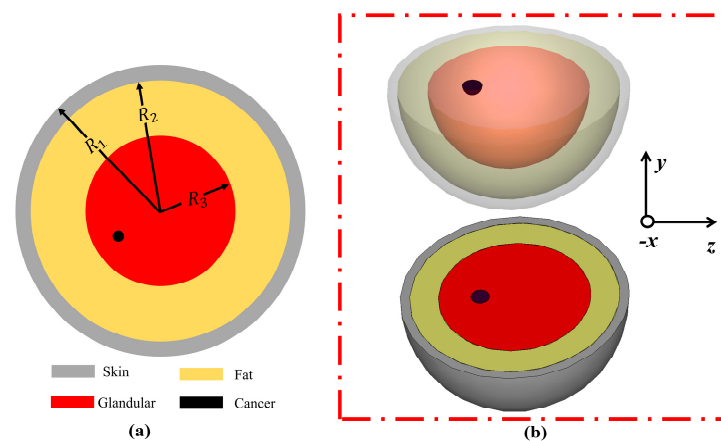 R1
R2
R3
Skin
Fat
Glandular
Cancer
(a)
y
-x
z
(b)